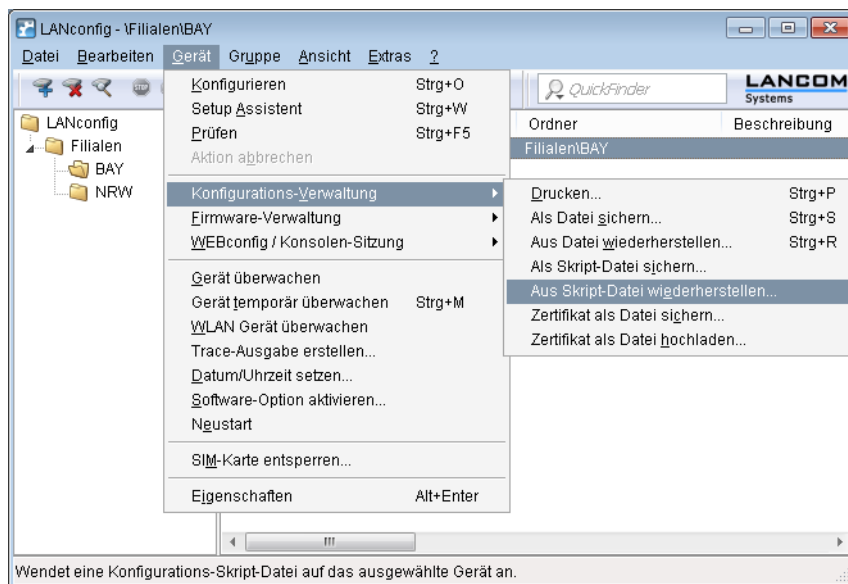 LANconfig - \Filialen\BAY
Datei Bearbeiten Gerät Gruppe Ansicht Extras ?
QuickFinder
LANCOM
Systems
LANconfig
Filialen
BAY
NRW
Ordner Beschreibung
Filialen\BAY
Konfigurieren Strg+O
Setup Assistent Strg+W
Prüfen Strg+F5
Aktion abbrechen
Konfigurations-Verwaltung
Firmware-Verwaltung
WEBconfig / Konsolen-Sitzung
Gerät überwachen
Gerät temporär überwachen Strg+M
WLAN Gerät überwachen
Trace-Ausgabe erstellen...
Datum/Uhrzeit setzen...
Software-Option aktivieren...
Neustart
SIM-Karte entsperren...
Eigenschaften Alt+Enter
Drucken... Strg+P
Als Datei sichern... Strg+S
Aus Datei wiederherstellen... Strg+R
Als Skript-Datei sichern...
Aus Skript-Datei wiederherstellen...
Zertifikat als Datei sichern...
Zertifikat als Datei hochladen...
Wendet eine Konfigurations-Skript-Datei auf das ausgewählte Gerät an.